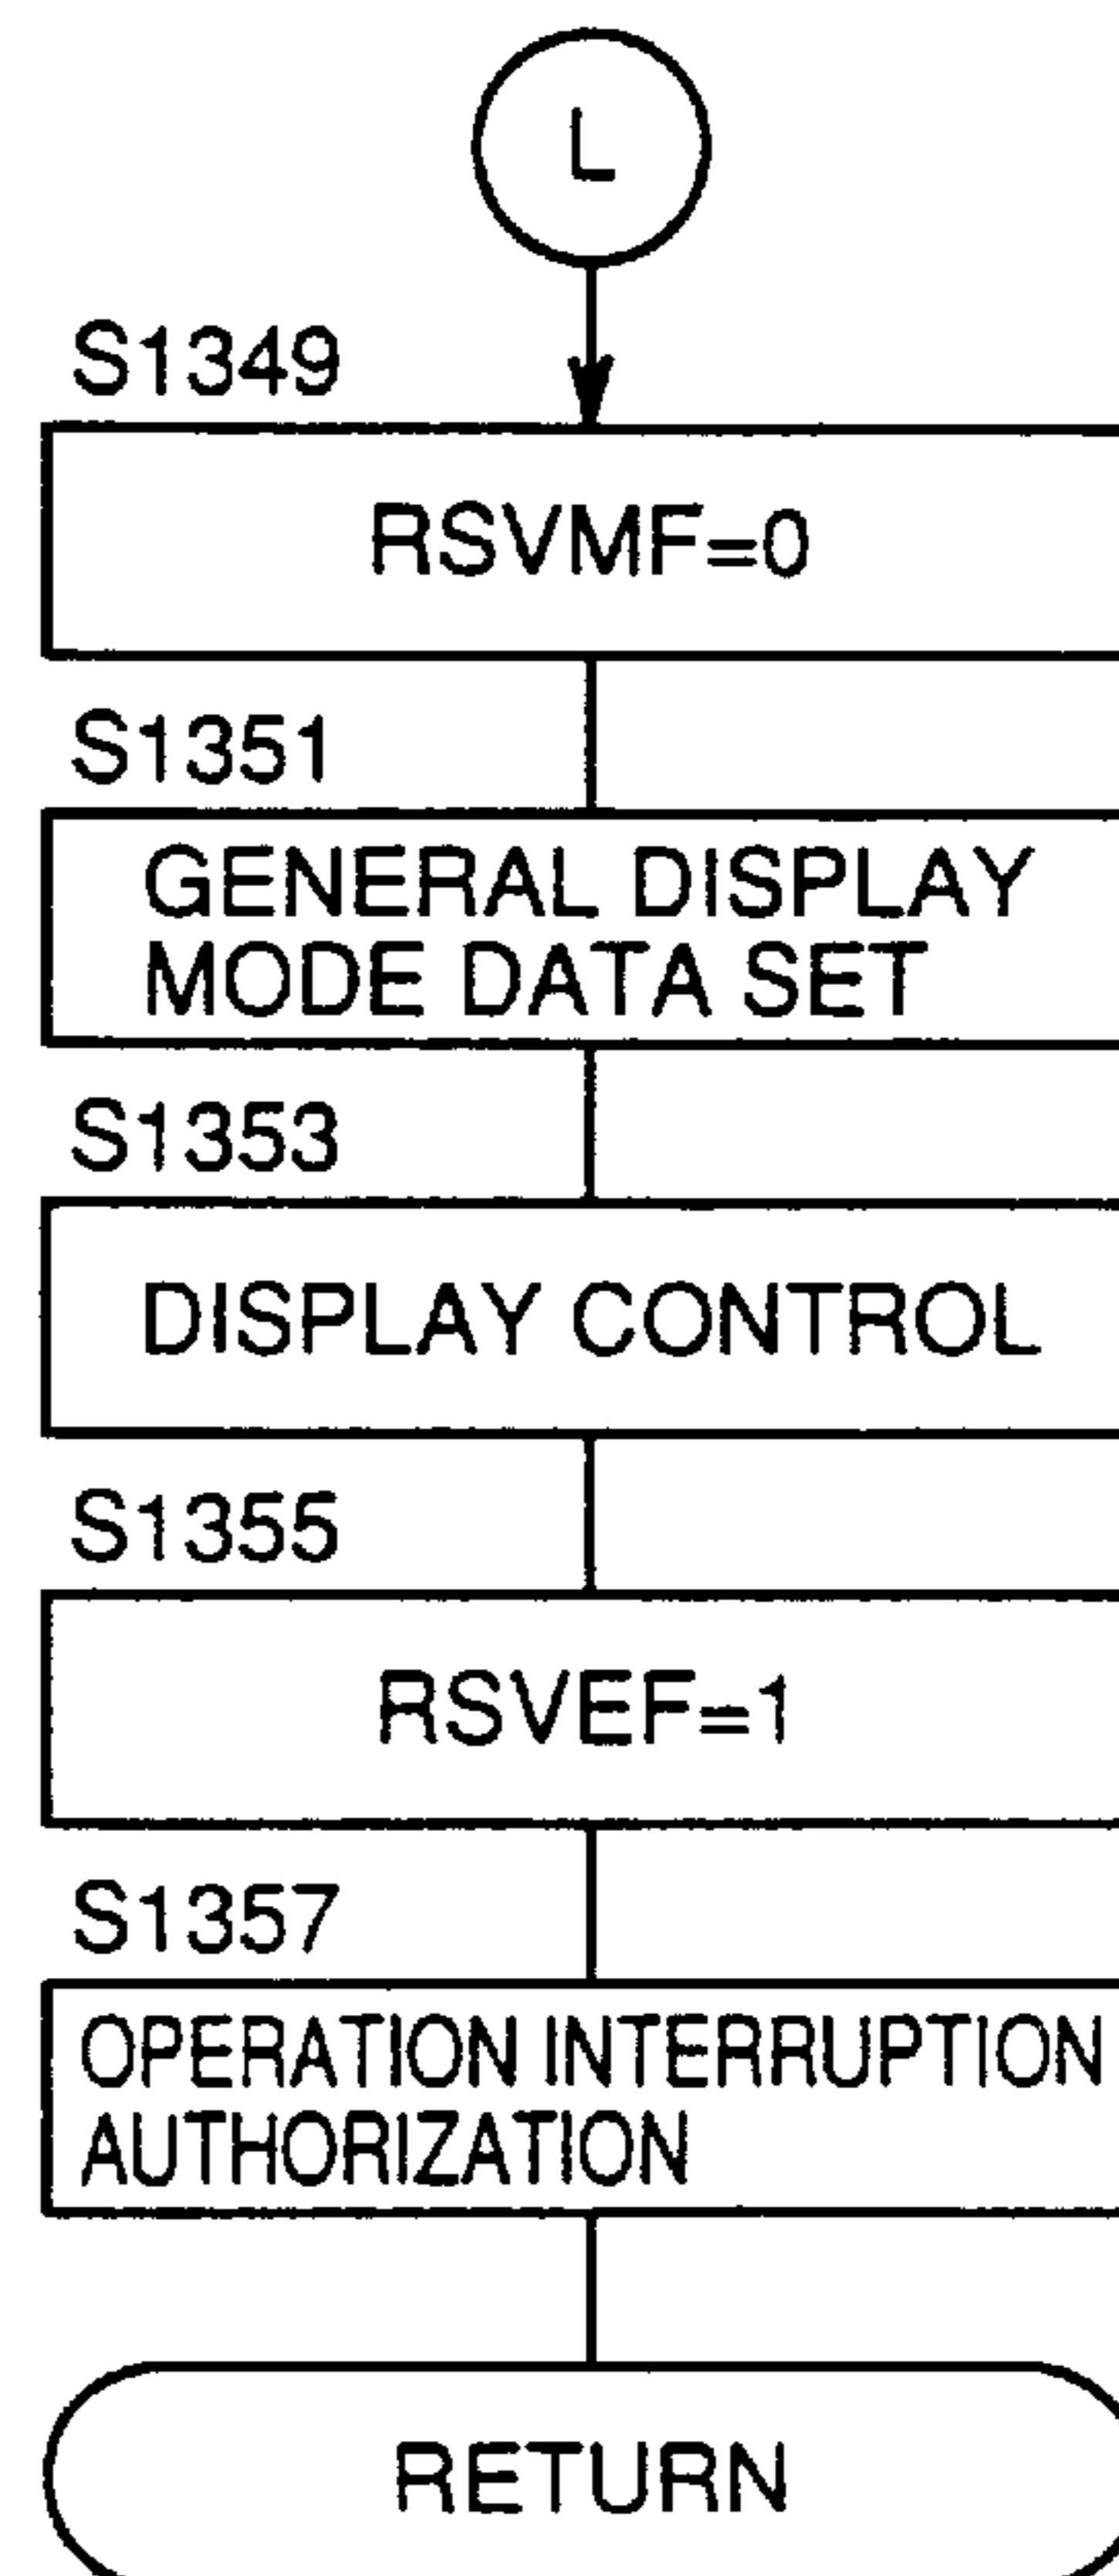 L
S1349
RSVMF=0
S1351
GENERAL DISPLAY
MODE DATA SET
S1353
DISPLAY CONTROL
S1355
RSVEF=1
S1357
OPERATION INTERRUPTION
AUTHORIZATION
RETURN